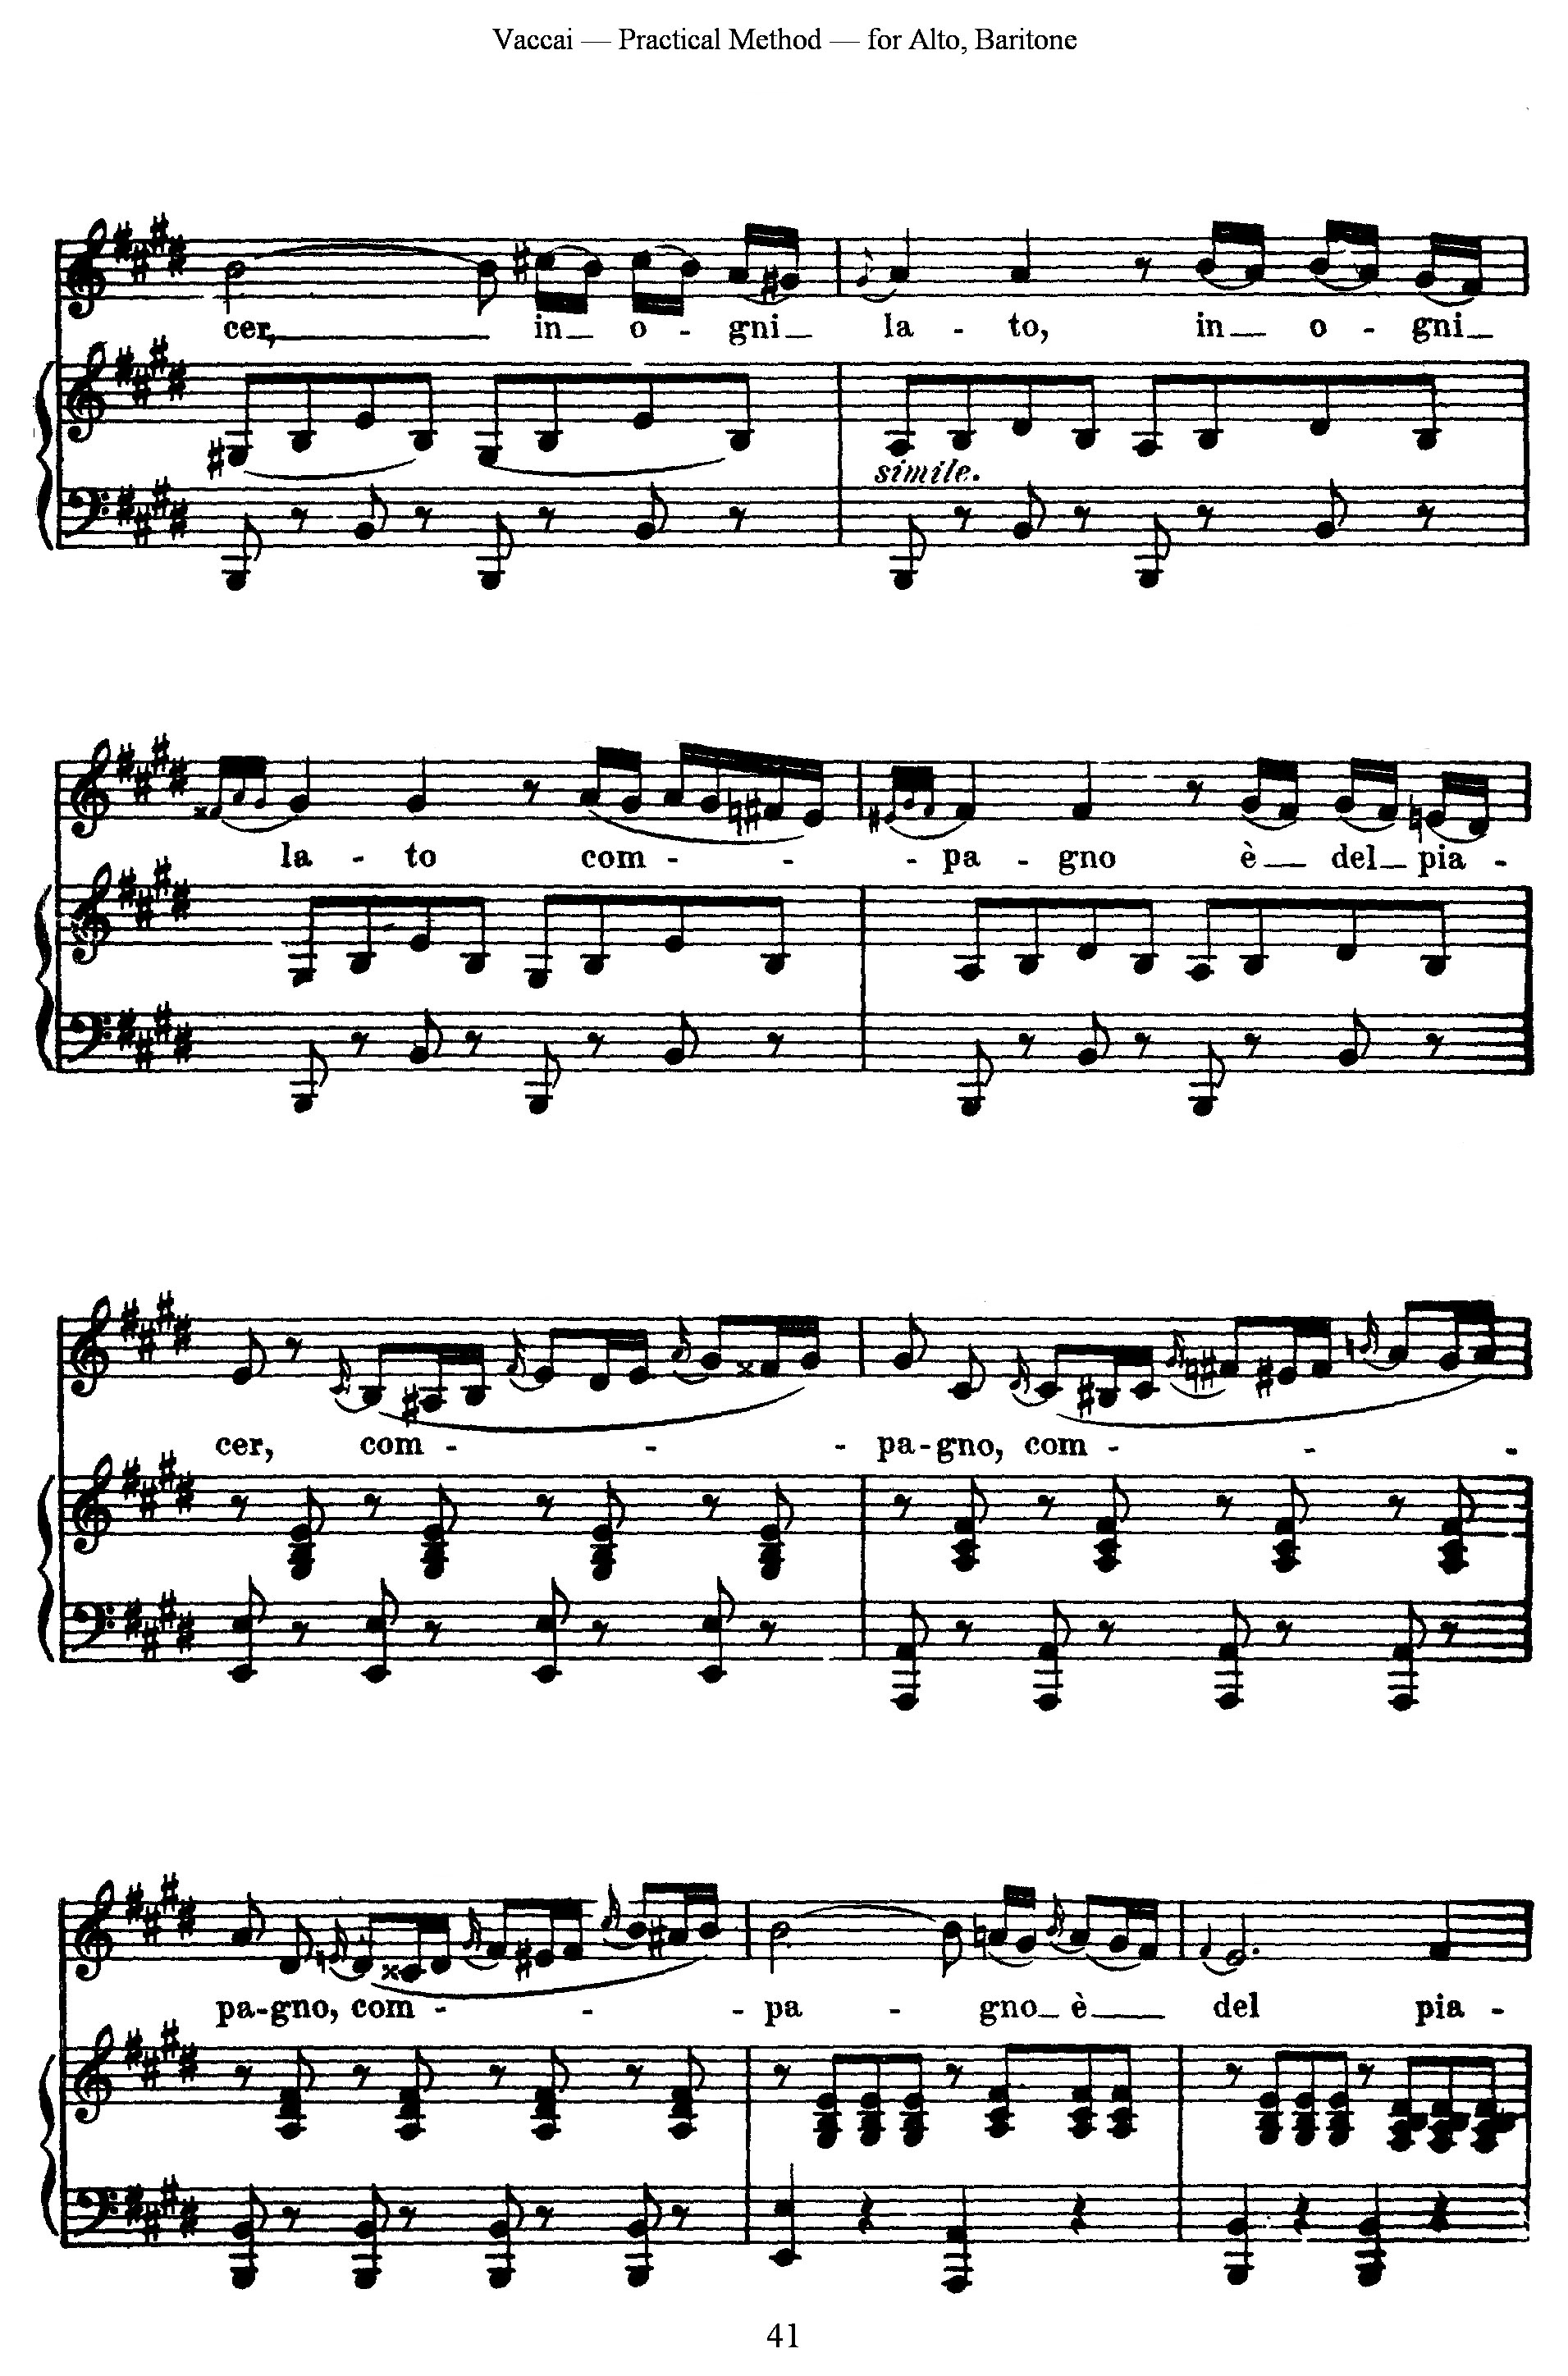 Vaccai — Practical Method — for Alto, Baritone
cer, in o - gni la - to, in o - gni
simile.
la - to com - - - pa - gno è del pia -
cer, com - - - pa - gno, com - - -
pa - gno, com - - - pa - gno è del pia -
41